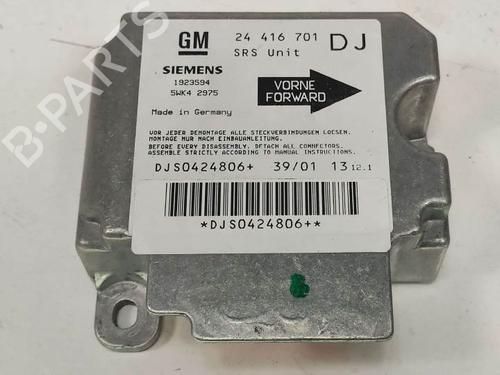 GM 24 416 701 DJ
SRS Unit
SIEMENS
1923594
5WK4 2975
VORNE
FORWARD
Made in Germany
VOR JEDER DEMONTAGE ALLE STECKVERBINDUNGEN LOESEN.
MONTAGE NUR NACH EINBAUANLEITUNG.
BEFORE EVERY DISASSEMBLY, DETACH ALL CONNECTORS.
ASSEMBLE STRICTLY ACCORDING TO MANUAL INSTRUCTIONS.
DJS0424806+ 39/01 13 12.1
*DJS0424806+*
B-PARTS